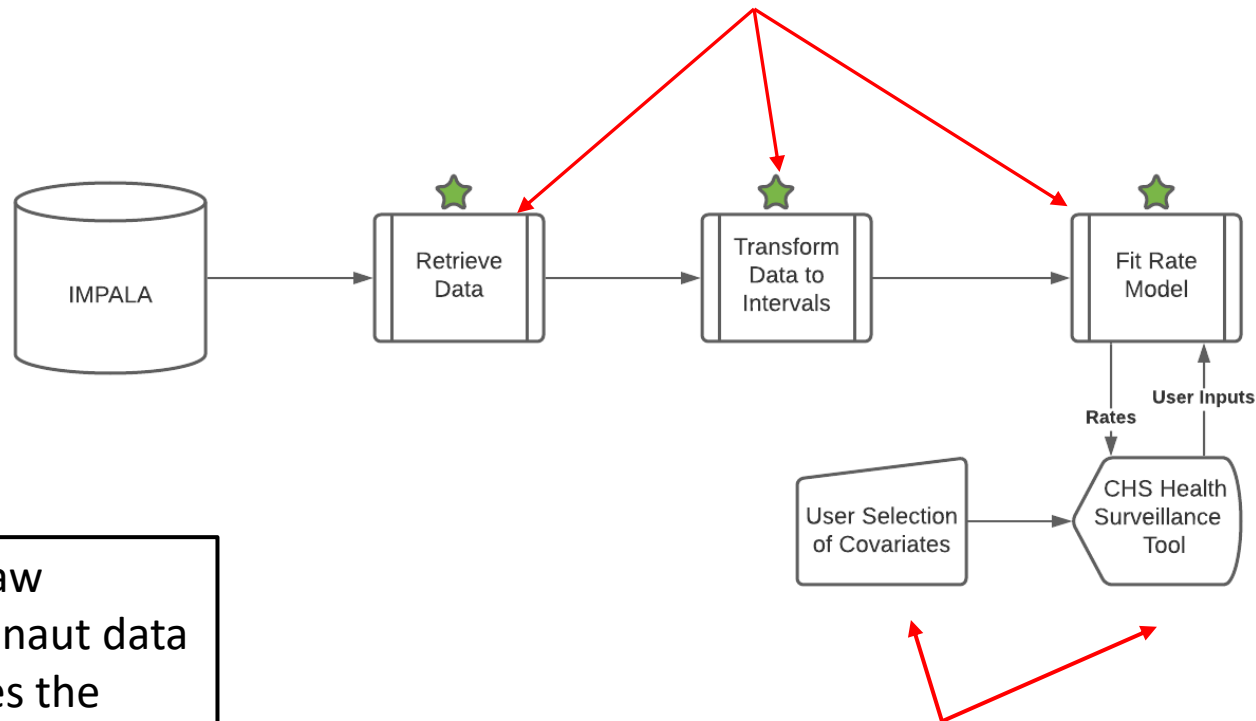 IMPALA
Retrieve
Data
Transform
Data to
Intervals
Fit Rate
Model
Rates
User Inputs
User Selection
of Covariates
CHS Health
Surveillance
Tool
aw
naut data
es the